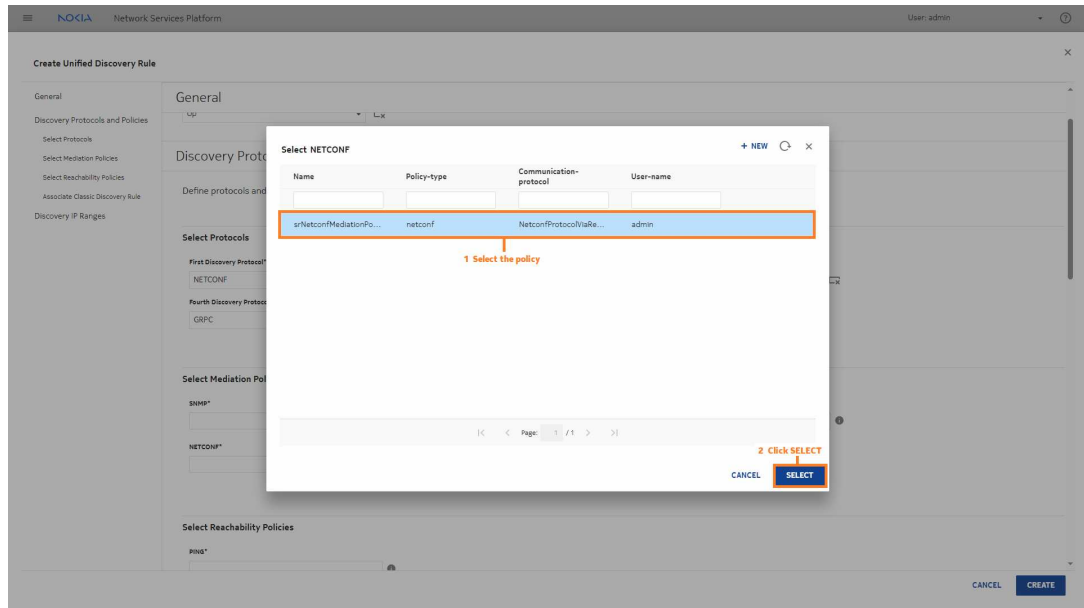 NOKIA Network Services Platform User: admin
Create Unified Discovery Rule
General
Discovery Protocols and Policies
Select Protocols
Select Mediation Policies
Select Reachability Policies
Associate Classic Discovery Rule
Discovery IP Ranges
General
Up
Discovery Proto
Define protocols and
Select Protocols
First Discovery Protocol*
NETCONF
Fourth Discovery Protoco
GRPC
Select Mediation Pol
SNMP*
NETCONF*
Select Reachability Policies
PING*
Select NETCONF + NEW
Name Policy-type Communication-protocol User-name
srNetconfMediationPo... netconf NetconfProtocolViaRe... admin
1 Select the policy
Page: 1 / 1
2 Click SELECT
CANCEL SELECT
CANCEL CREATE